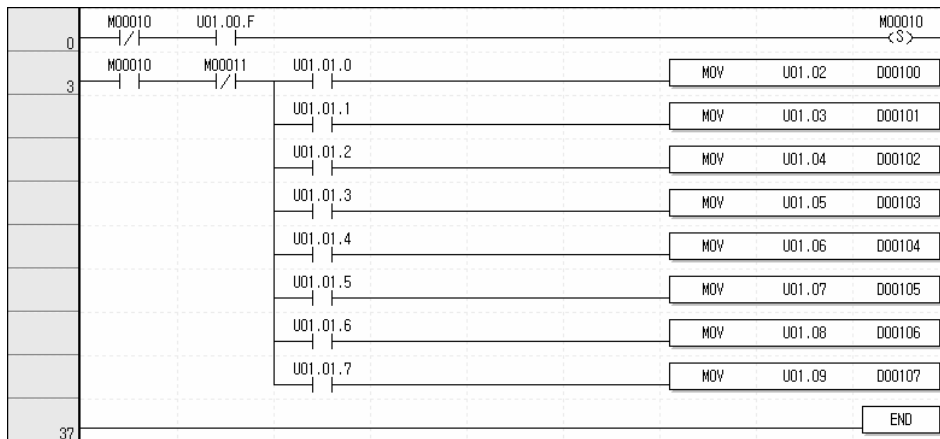 M00010 U01.00.F M00010
0 / S
M00010 M00011 U01.01.0
3 / MOV U01.02 D00100
U01.01.1
MOV U01.03 D00101
U01.01.2
MOV U01.04 D00102
U01.01.3
MOV U01.05 D00103
U01.01.4
MOV U01.06 D00104
U01.01.5
MOV U01.07 D00105
U01.01.6
MOV U01.08 D00106
U01.01.7
MOV U01.09 D00107
END
37